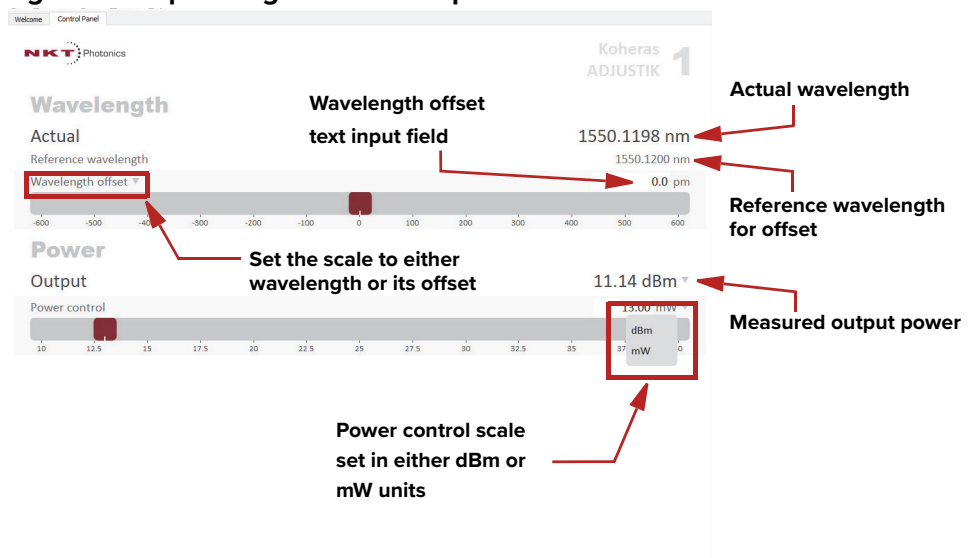 Welcome Control Panel
NKT Photonics
Koheras
ADJUSTIK 1
Wavelength
Wavelength offset
text input field
Actual wavelength
Actual
1550.1198 nm
Reference wavelength
1550.1200 nm
Wavelength offset
0.0 pm
-600 -500 -300 -200 -100 0 100 200 300 400 500 600
Reference wavelength
for offset
Power
Set the scale to either
wavelength or its offset
Output
11.14 dBm
Power control
13.00 mW
Measured output power
dBm
mW
10 12.5 15 17.5 20 22.5 25 27.5 30 32.5 35
Power control scale
set in either dBm or
mW units